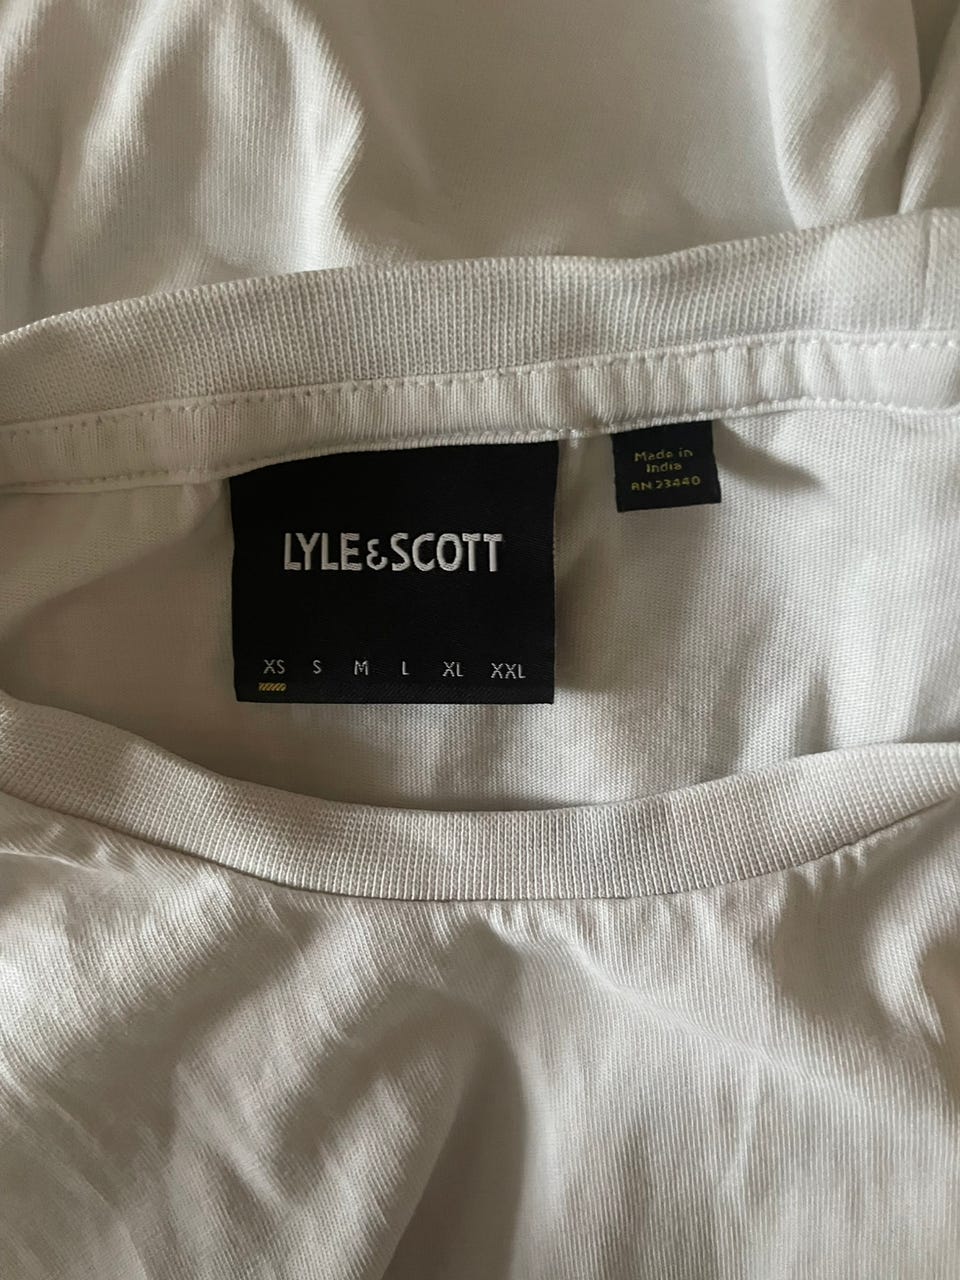 LYLE&SCOTT
XS S M L XL XXL
Made in
India
RN 23440